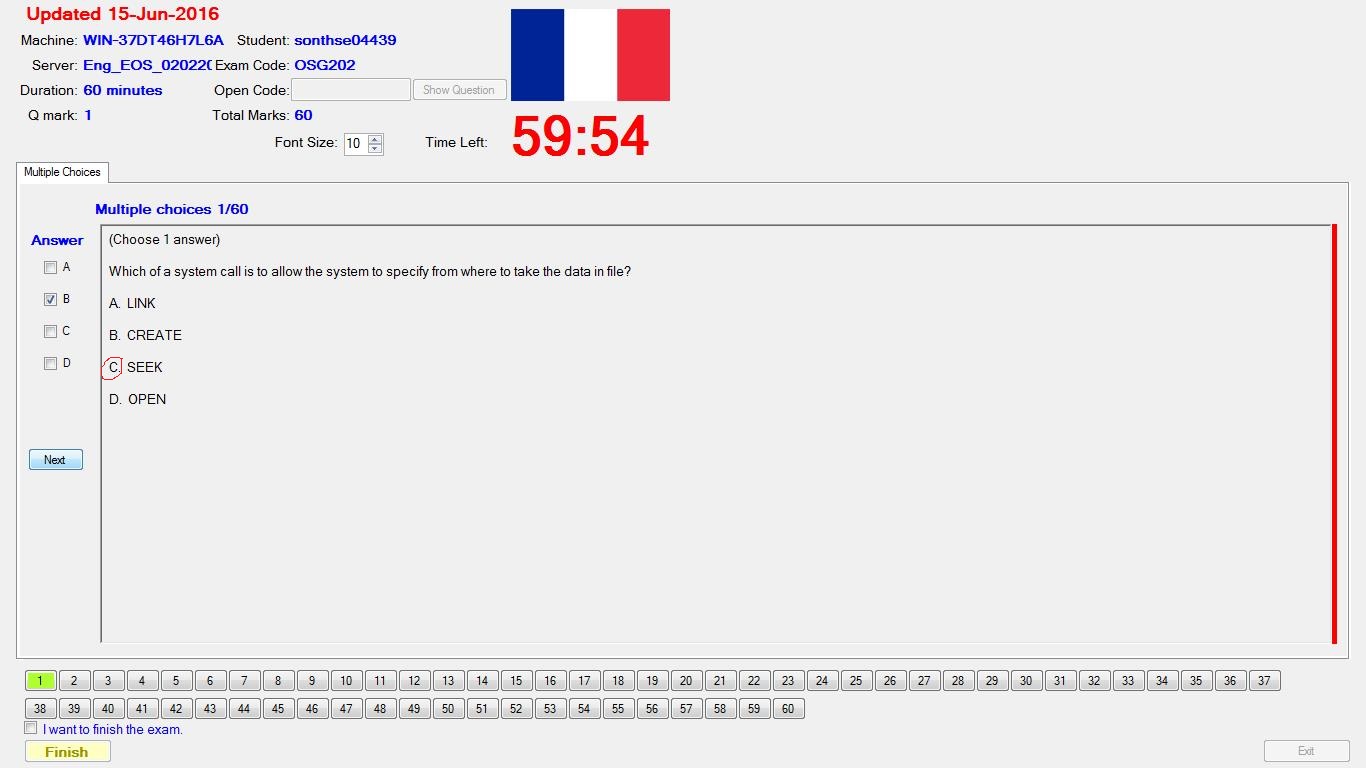 Updated 15-Jun-2016
Machine: WIN-37DT46H7L6A Student: sonthse04439
Server: Eng_EOS_020220 Exam Code: OSG202
Duration: 60 minutes Open Code: Show Question
Q mark: 1 Total Marks: 60
Font Size: 10 Time Left: 59:54
Multiple Choices
Multiple choices 1/60
Answer
(Choose 1 answer)
A
Which of a system call is to allow the system to specify from where to take the data in file?
B
A. LINK
C
B. CREATE
D
C. SEEK
D. OPEN
Next
1 2 3 4 5 6 7 8 9 10 11 12 13 14 15 16 17 18 19 20 21 22 23 24 25 26 27 28 29 30 31 32 33 34 35 36 37
38 39 40 41 42 43 44 45 46 47 48 49 50 51 52 53 54 55 56 57 58 59 60
I want to finish the exam.
Finish Exit